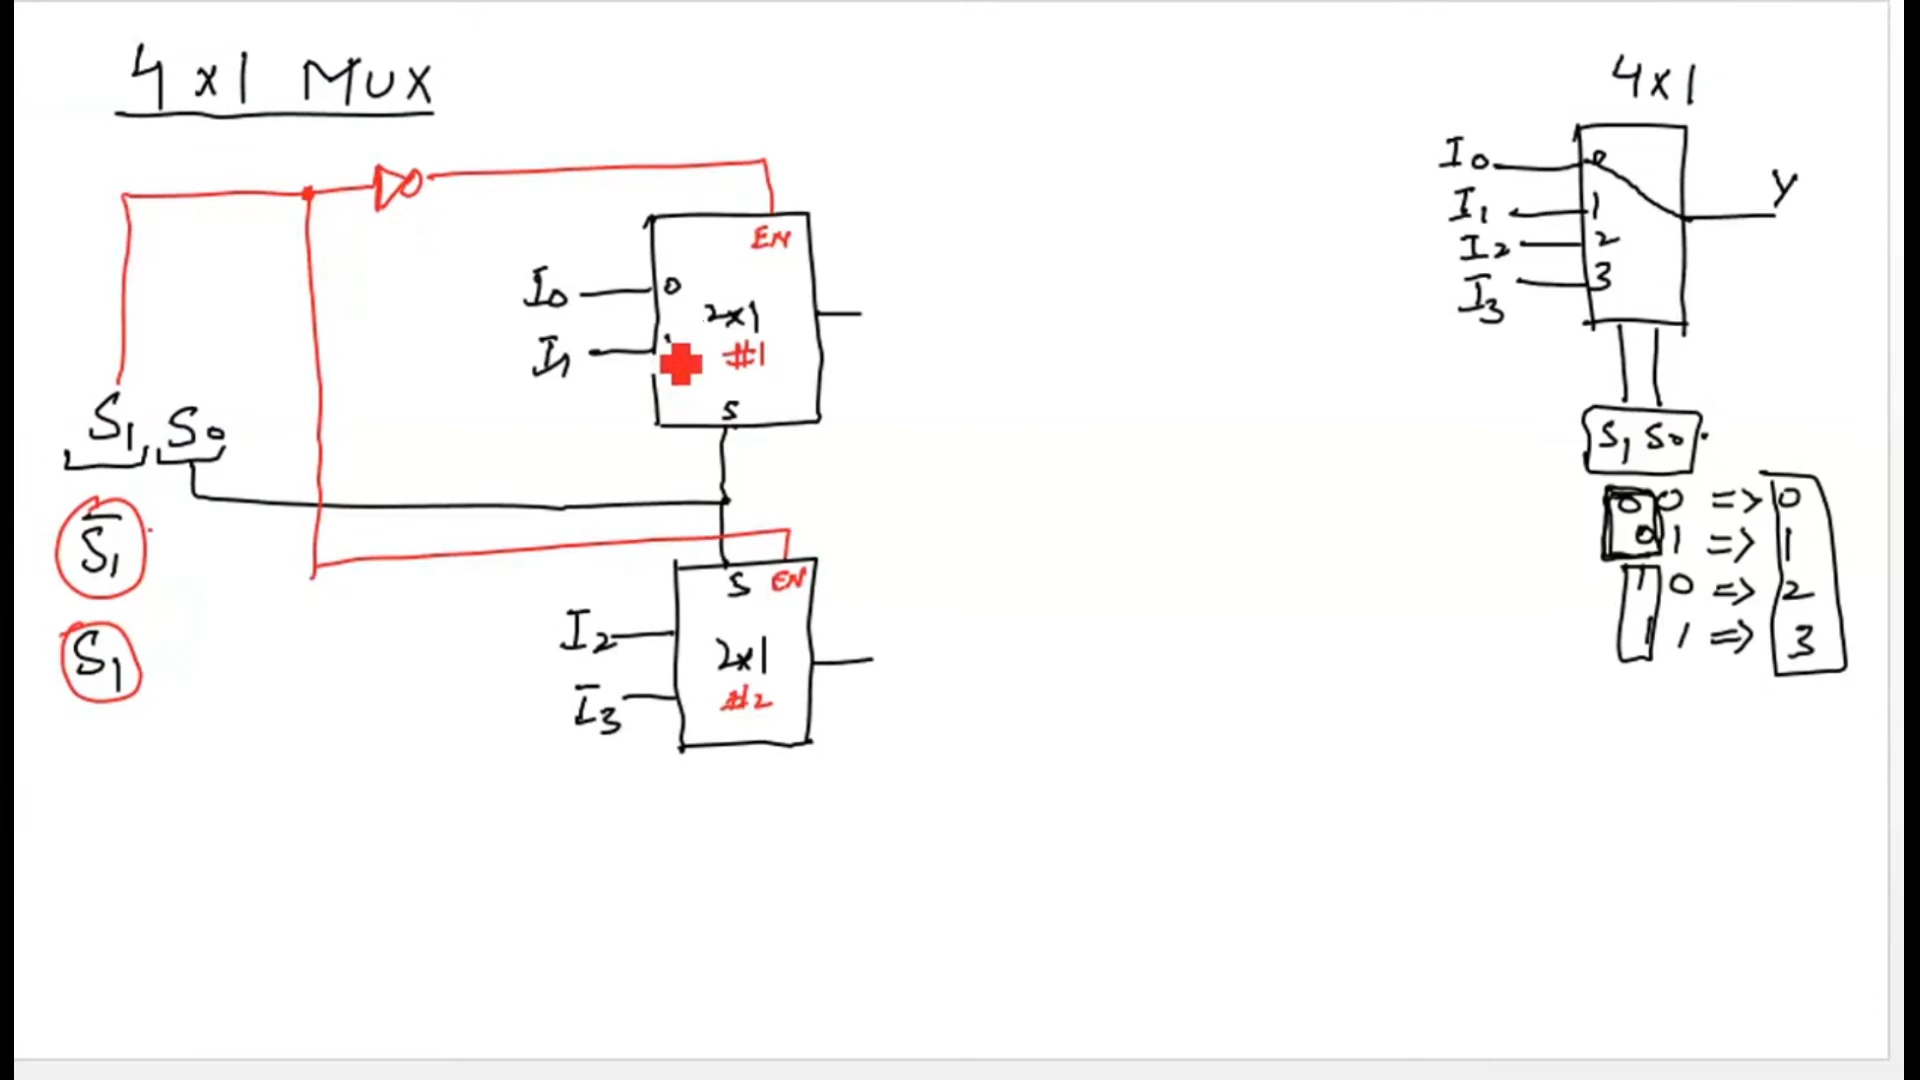 4x1 MUX
4x1
I0 0
I1 1
I2 2
I3 3
Y
S1 S0
0 0 => 0
0 1 => 1
1 0 => 2
1 1 => 3
EN
I0 0
2x1
I1
#1
S
S1 S0
S̅1
S1
S EN
I2
2x1
I3
#2